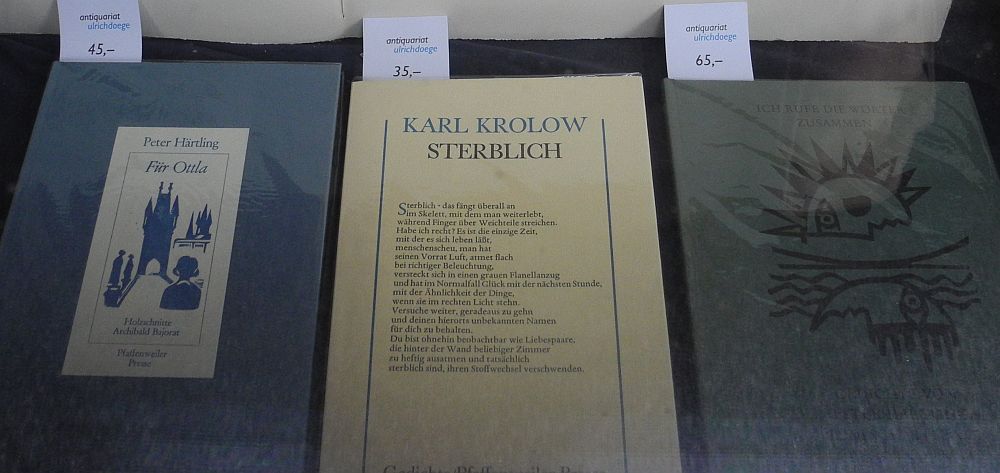 antiquariat
ulrichdoege
45,–
Peter Härtling
Für Ottla
Holzschnitte
Archibald Bajorat
Pfaffenweiler
Presse
antiquariat
ulrichdoege
35,–
KARL KROLOW
STERBLICH
Sterblich - das fängt überall an
im Skelett, mit dem man weiterlebt,
während Finger über Weichteile streichen.
Habe ich recht? Es ist die einzige Zeit,
mit der es sich leben läßt,
menschenscheu, man hat
seinen Vorrat Luft, atmet flach
bei richtiger Beleuchtung,
versteckt sich in einen grauen Flanellanzug
und hat im Normalfall Glück mit der nächsten Stunde,
mit der Ähnlichkeit der Dinge,
wenn sie im rechten Licht stehn.
Versuche weiter, geradeaus zu gehn
und deinen hierorts unbekannten Namen
für dich zu behalten.
Du bist ohnehin beobachtbar wie Liebespaare,
die hinter der Wand beliebiger Zimmer
zu heftig ausatmen und tatsächlich
sterblich sind, ihren Stoffwechsel verschwenden.
Gedichte Pfaffenweiler Presse
antiquariat
ulrichdoege
65,–
ICH RUFE DIE WÖRTER
ZUSAMMEN